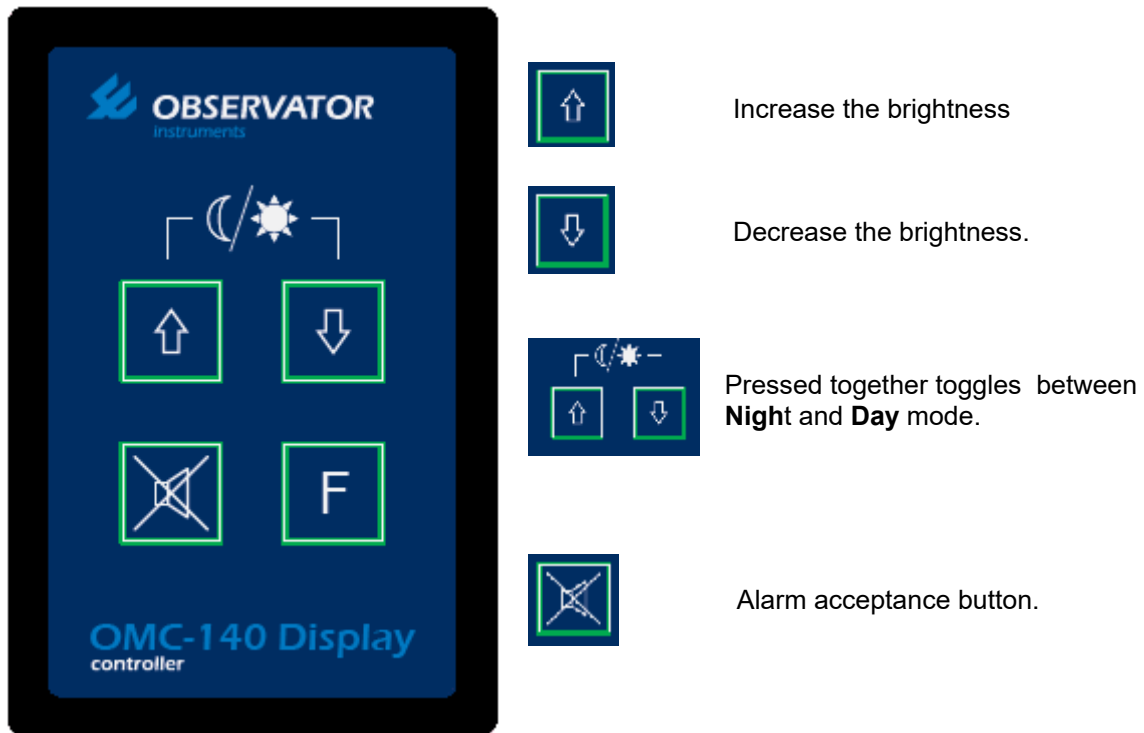 OBSERVATOR
instruments
F
OMC-140 Display
controller
Increase the brightness
Decrease the brightness.
Pressed together toggles between
Night and Day mode.
Alarm acceptance button.